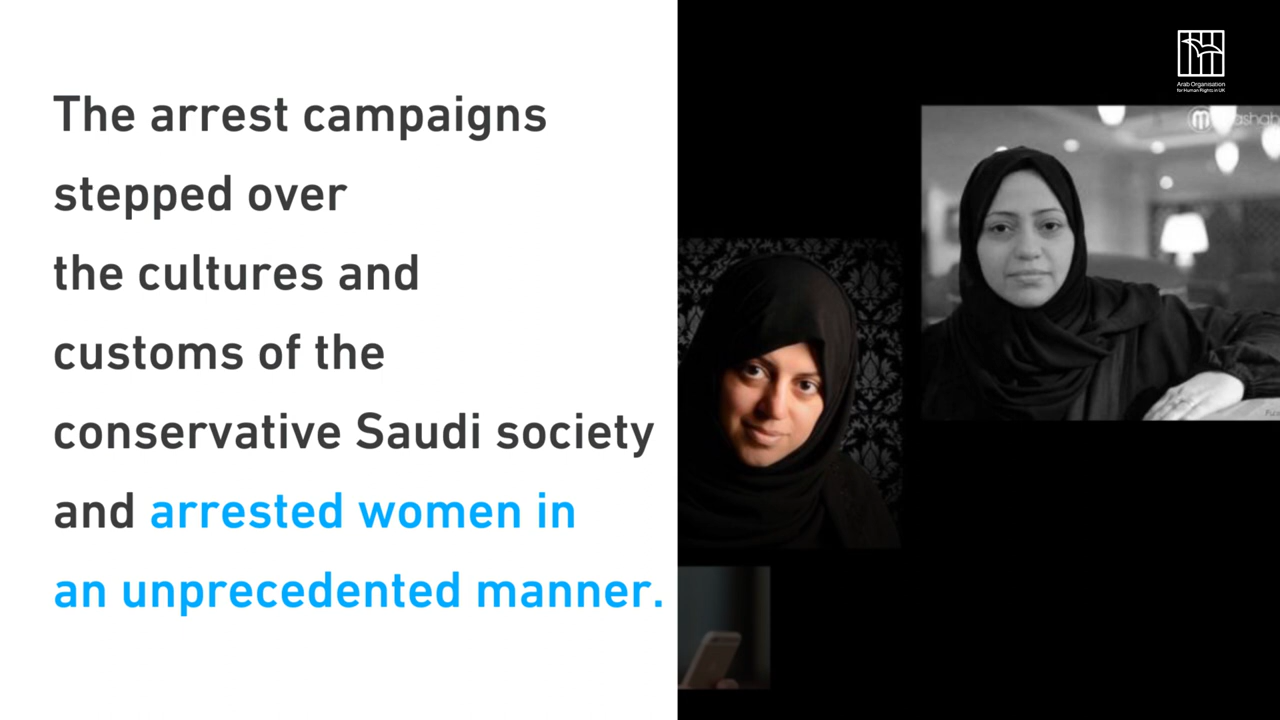 The arrest campaigns
stepped over
the cultures and
customs of the
conservative Saudi society
and arrested women in
an unprecedented manner.
Arab Organisation
for Human Rights in UK